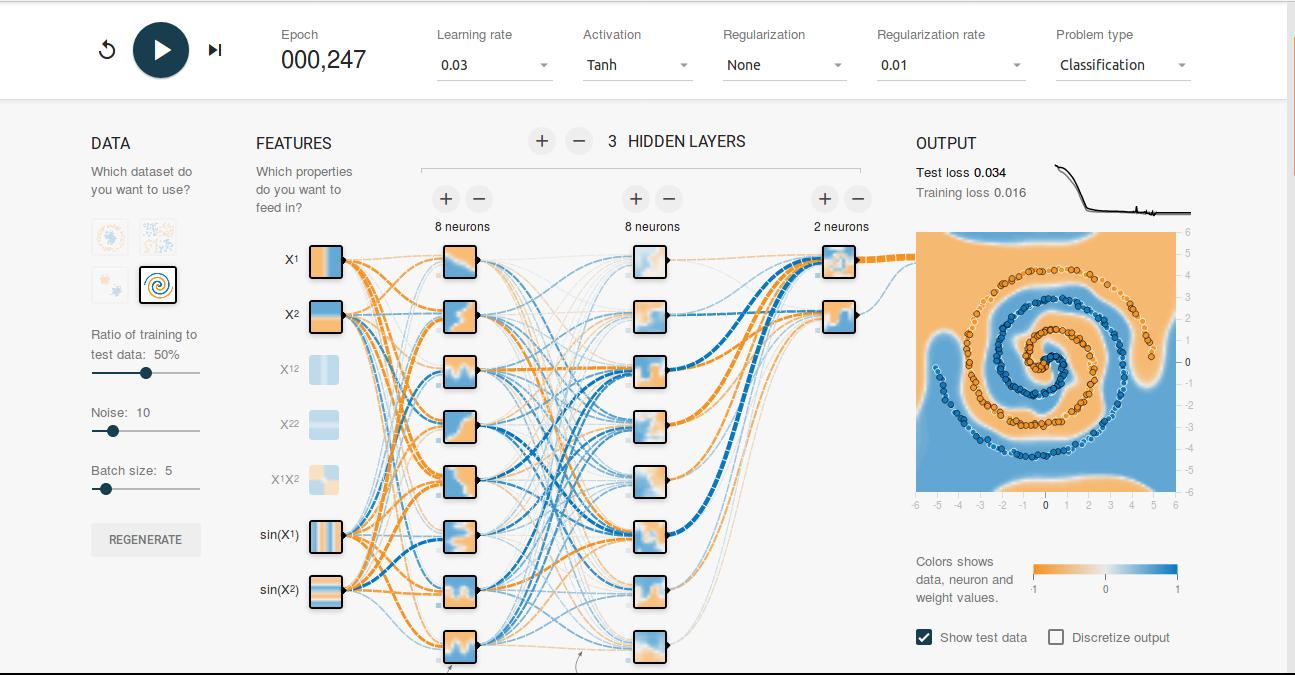 Epoch
000,247
Learning rate
0.03
Activation
Tanh
Regularization
None
Regularization rate
0.01
Problem type
Classification
DATA
Which dataset do
you want to use?
Ratio of training to
test data: 50%
Noise: 10
Batch size: 5
REGENERATE
FEATURES
Which properties
do you want to
feed in?
X1
X2
X12
X22
X1X2
sin(X1)
sin(X2)
+ − 3 HIDDEN LAYERS
+ −
8 neurons
+ −
8 neurons
+ −
2 neurons
OUTPUT
Test loss 0.034
Training loss 0.016
6
5
4
3
2
1
0
-1
-2
-3
-4
-5
-6
-6 -5 -4 -3 -2 -1 0 1 2 3 4 5 6
Colors shows
data, neuron and
weight values.
-1 0 1
Show test data
Discretize output